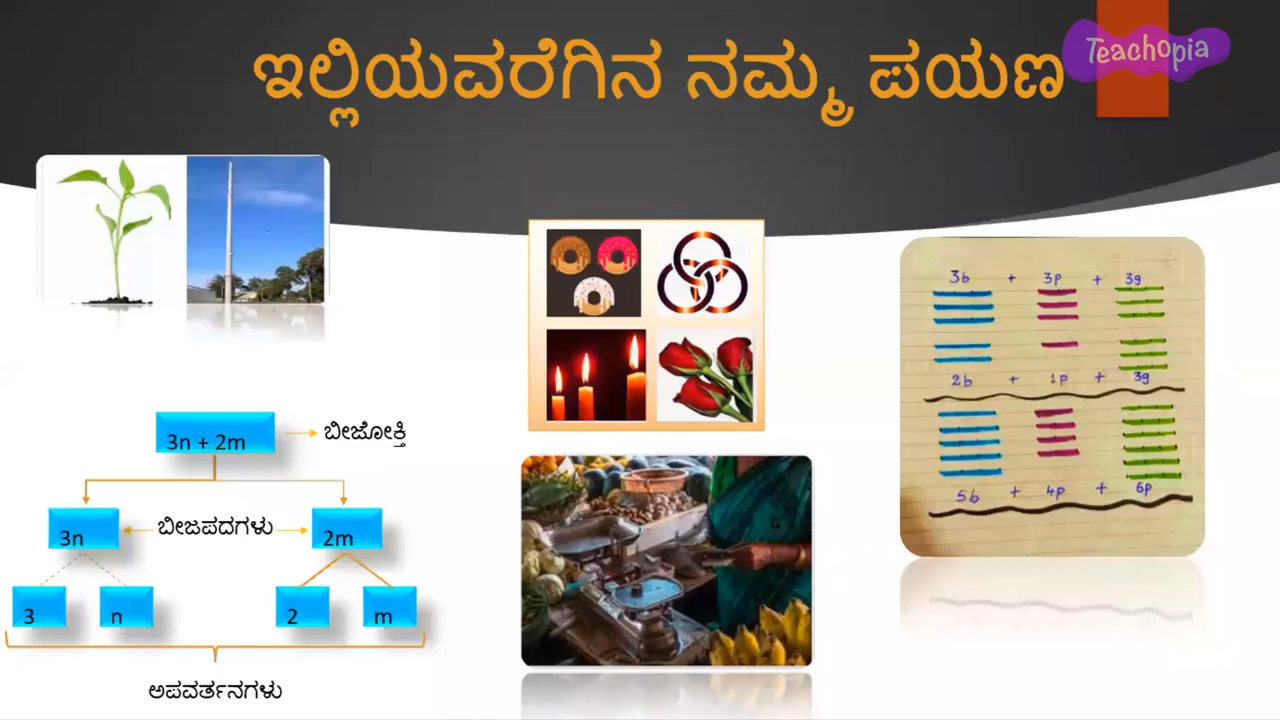 ಇಲ್ಲಿಯವರೆಗಿನ ನಮ್ಮ ಪಯಣ
Teachopia
3n + 2m
ಬೀಜೋಕ್ತಿ
3n
ಬೀಜಪದಗಳು
2m
3
n
2
m
ಅಪವರ್ತನಗಳು
3b + 3p + 3g
2b + 1p + 3g
5b + 4p + 6p